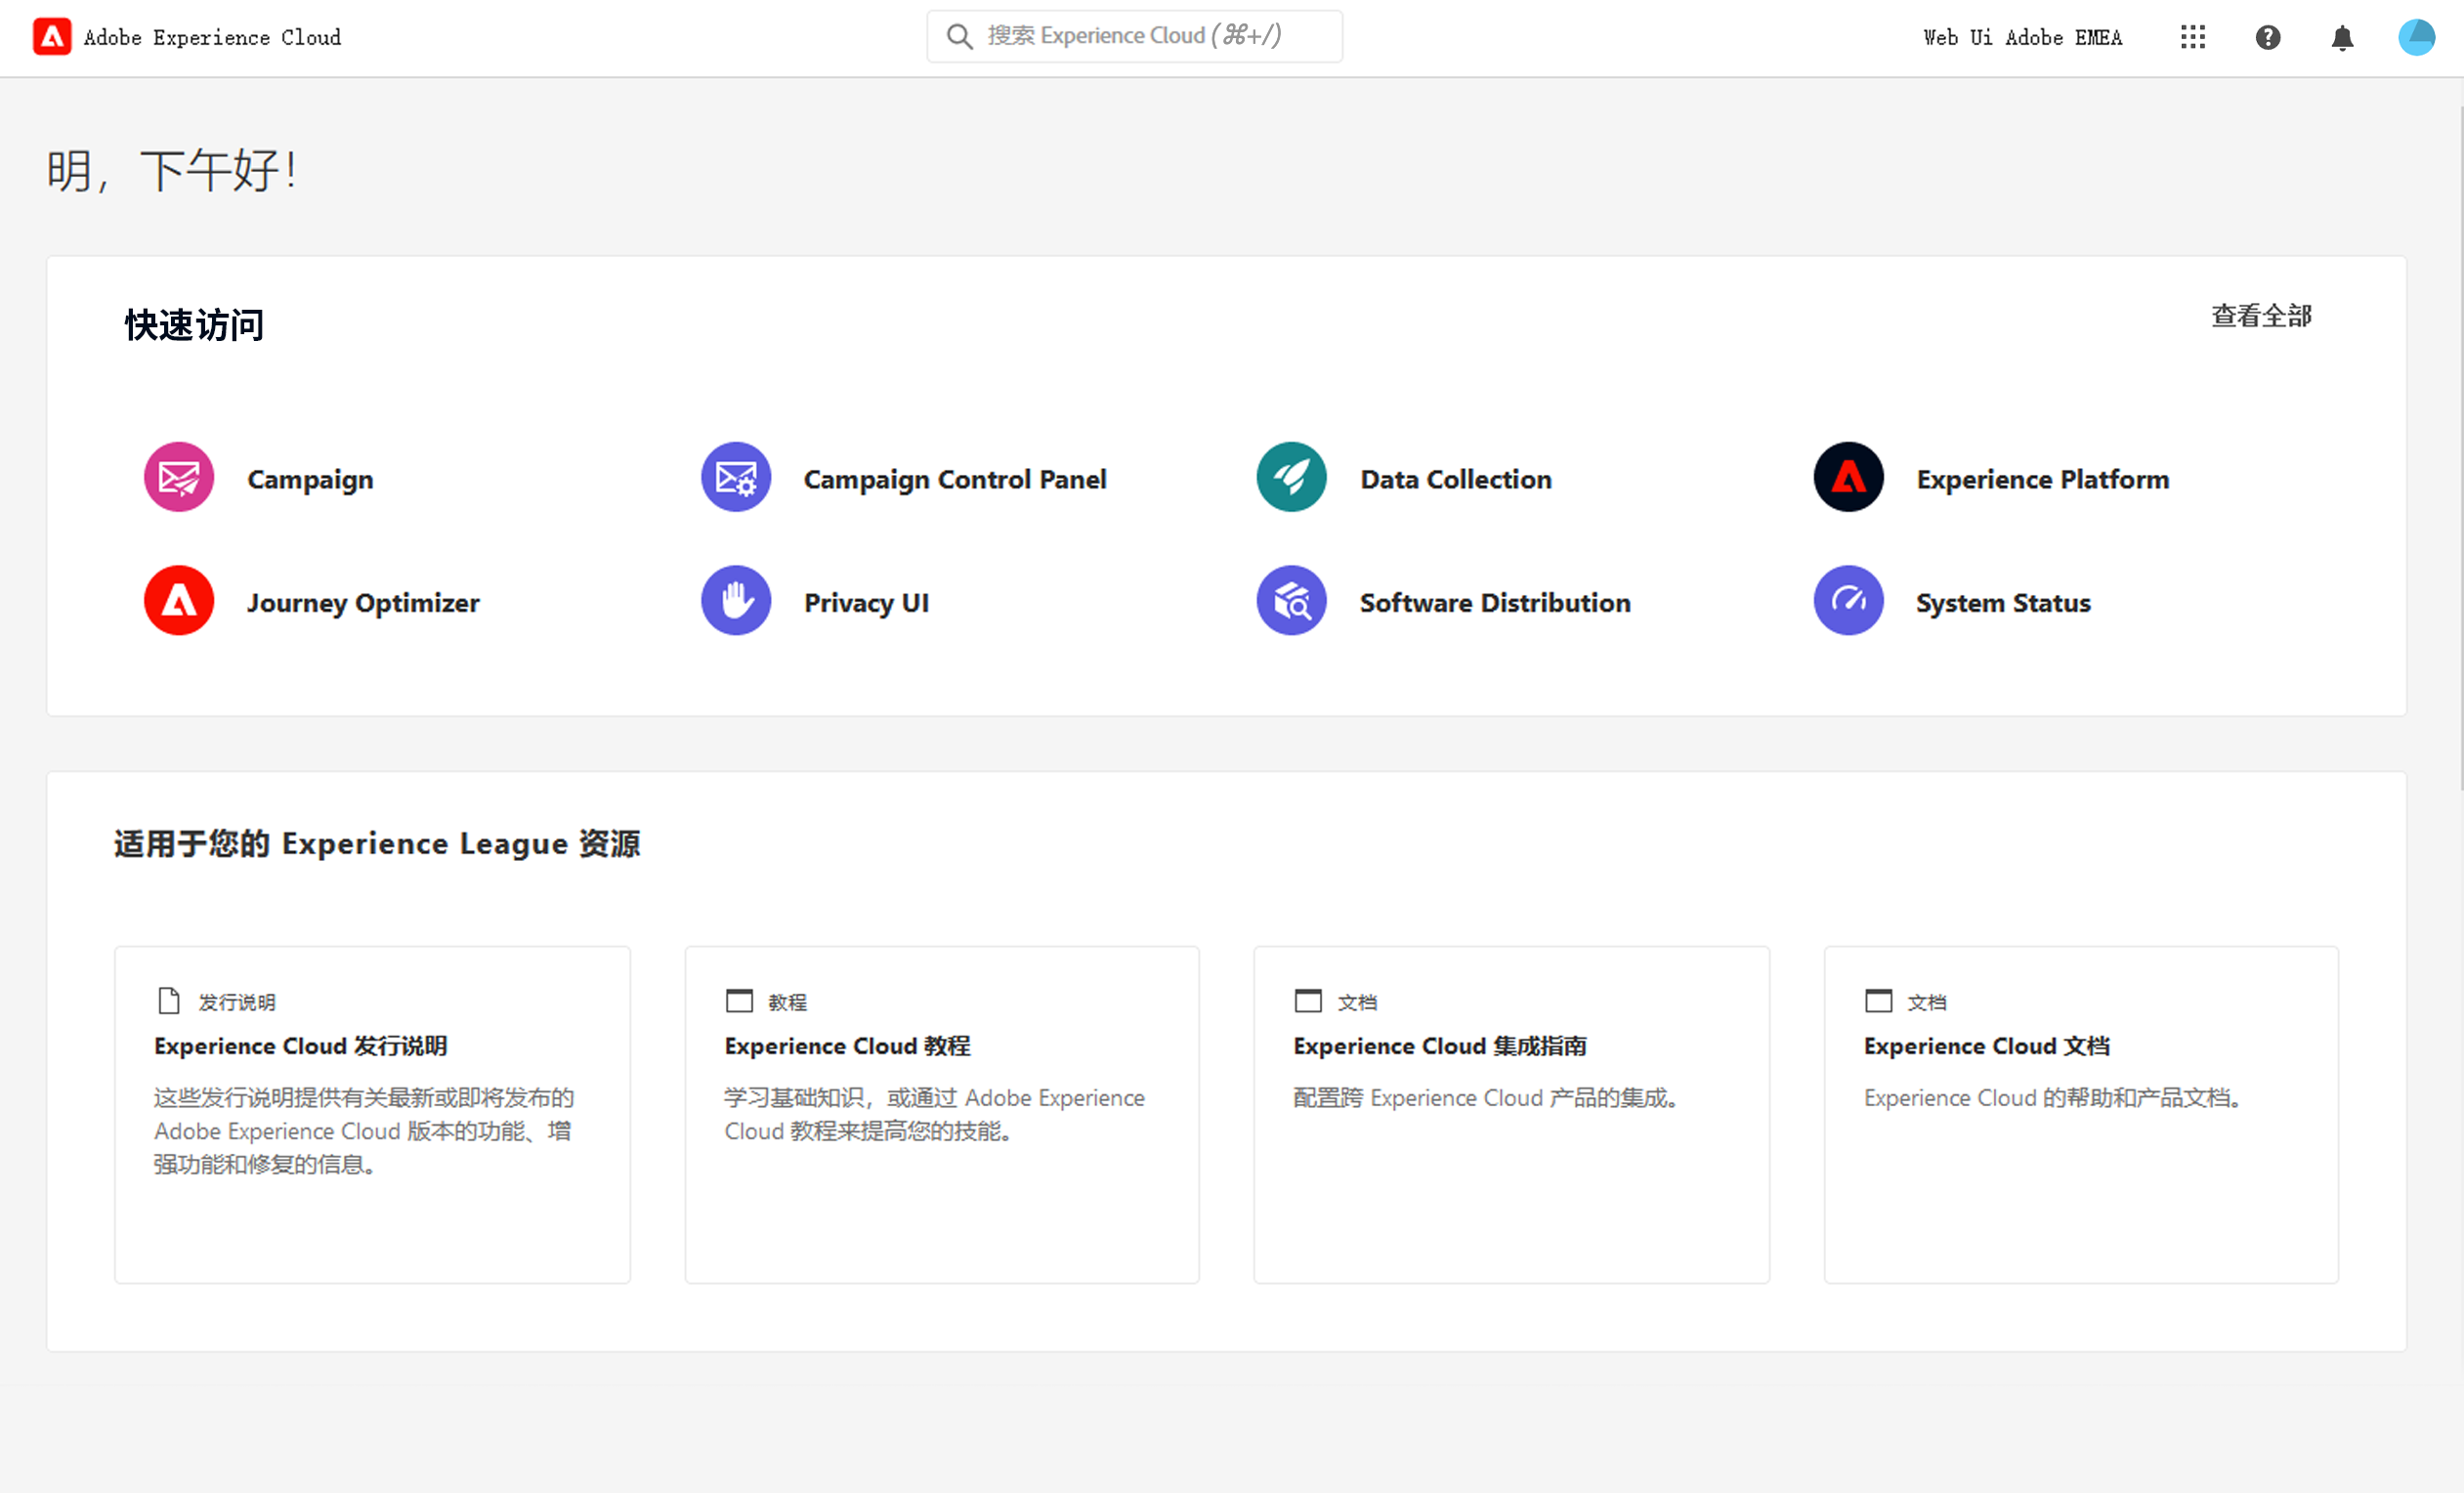 Adobe Experience Cloud
搜索 Experience Cloud (⌘+/)
Web Ui Adobe EMEA
明，下午好！
快速访问
查看全部
Campaign
Campaign Control Panel
Data Collection
Experience Platform
Journey Optimizer
Privacy UI
Software Distribution
System Status
适用于您的 Experience League 资源
发行说明
Experience Cloud 发行说明
这些发行说明提供有关最新或即将发布的
Adobe Experience Cloud 版本的功能、增
强功能和修复的信息。
教程
Experience Cloud 教程
学习基础知识，或通过 Adobe Experience
Cloud 教程来提高您的技能。
文档
Experience Cloud 集成指南
配置跨 Experience Cloud 产品的集成。
文档
Experience Cloud 文档
Experience Cloud 的帮助和产品文档。